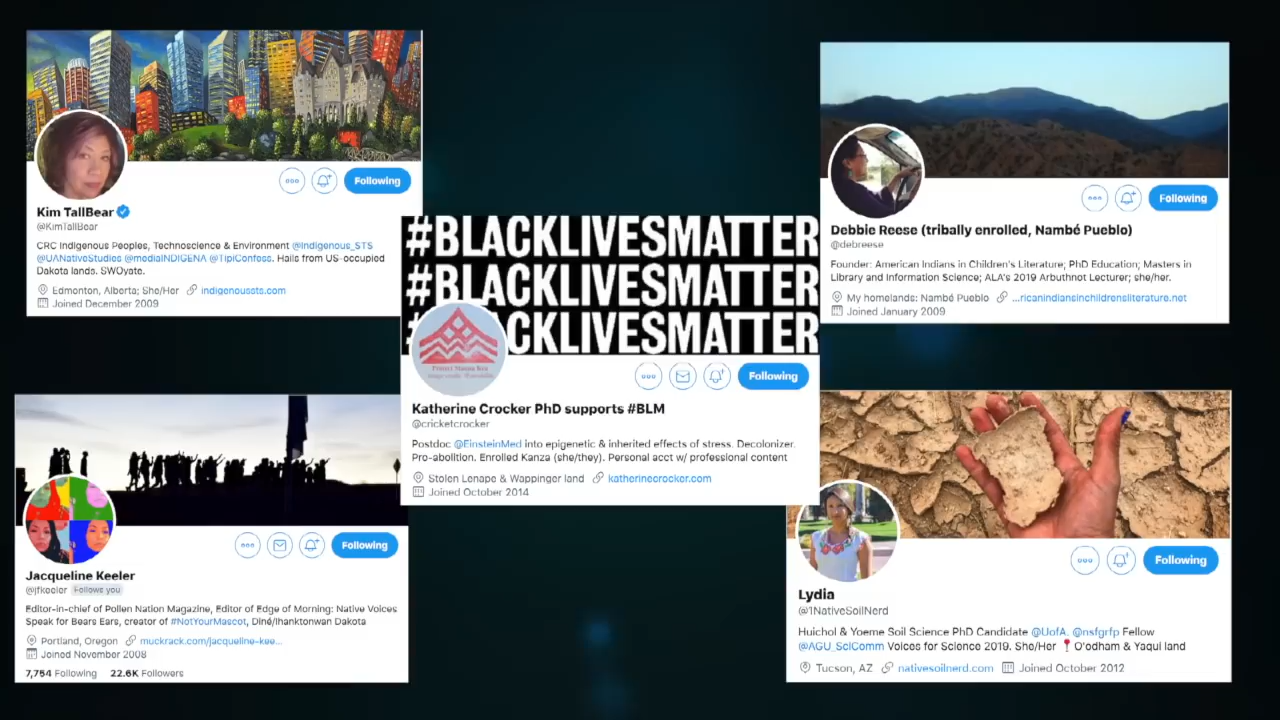 Following
Kim TallBear
@KimTallBear
CRC Indigenous Peoples, Technoscience & Environment @Indigenous_STS
@UANativeStudies @mediaINDIGENA @TipiConfess. Hails from US-occupied
Dakota lands. SWOyate.
Edmonton, Alberta; She/Her indigenoussts.com
Joined December 2009
Following
Debbie Reese (tribally enrolled, Nambé Pueblo)
@debreese
Founder: American Indians in Children's Literature; PhD Education; Masters in
Library and Information Science; ALA's 2019 Arbuthnot Lecturer; she/her.
My homelands: Nambé Pueblo ...ricanindiansinchildrensliterature.net
Joined January 2009
#BLACKLIVESMATTER
#BLACKLIVESMATTER
#BLACKLIVESMATTER
Following
Katherine Crocker PhD supports #BLM
@cricketcrocker
Postdoc @EinsteinMed into epigenetic & inherited effects of stress. Decolonizer.
Pro-abolition. Enrolled Kanza (she/they). Personal acct w/ professional content
Stolen Lenape & Wappinger land katherinecrocker.com
Joined October 2014
Following
Jacqueline Keeler
@jfkeeler Follows you
Editor-in-chief of Pollen Nation Magazine, Editor of Edge of Morning: Native Voices
Speak for Bears Ears, creator of #NotYourMascot, Diné/Ihanktonwan Dakota
Portland, Oregon muckrack.com/jacqueline-kee...
Joined November 2008
7,754 Following 22.6K Followers
Following
Lydia
@1NativeSoilNerd
Huichol & Yoeme Soil Science PhD Candidate @UofA. @nsfgrfp Fellow
@AGU_SciComm Voices for Science 2019. She/Her 📍O'odham & Yaqui land
Tucson, AZ nativesoilnerd.com Joined October 2012